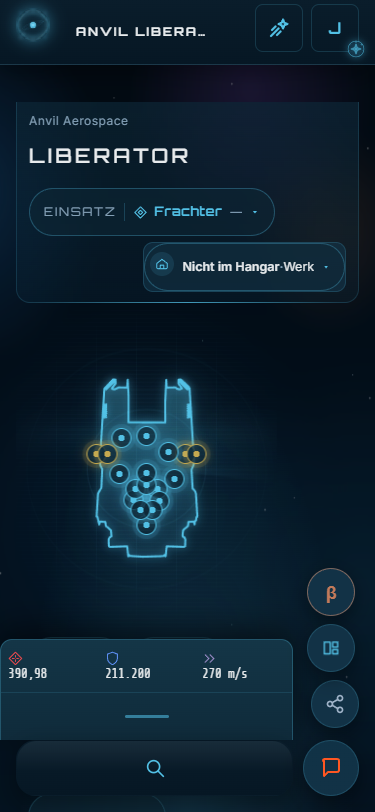 ANVIL LIBERA…
Anvil Aerospace
LIBERATOR
EINSATZ Frachter —
Nicht im Hangar·Werk
β
390,98 211.200 270 m/s